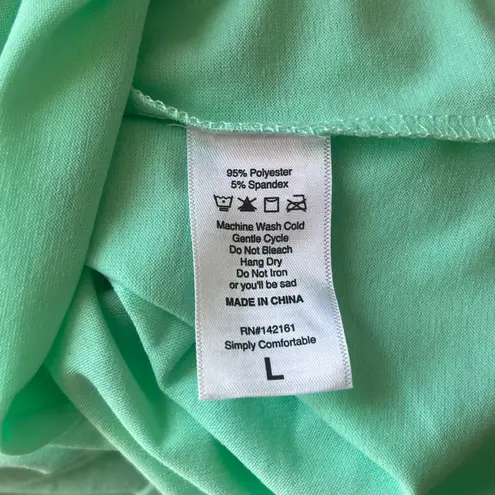 95% Polyester
5% Spandex
Machine Wash Cold
Gentle Cycle
Do Not Bleach
Hang Dry
Do Not Iron
or you'll be sad
MADE IN CHINA
RN#142161
Simply Comfortable
L